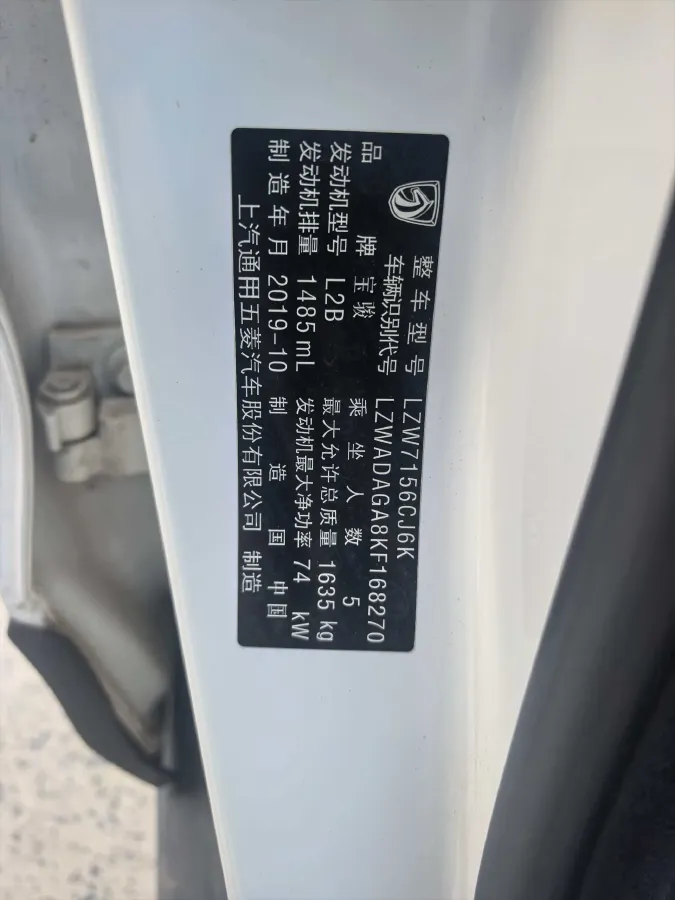 整车型号 LZW7156CJ6K
车辆识别代号 LZWADAGA8KF168270
品牌 宝骏 乘坐人数 5
发动机型号 L2B 最大允许总质量 1635 kg
发动机排量 1485 mL 发动机最大净功率 74 kW
制造年月 2019-10 制造国 中国
上汽通用五菱汽车股份有限公司 制造